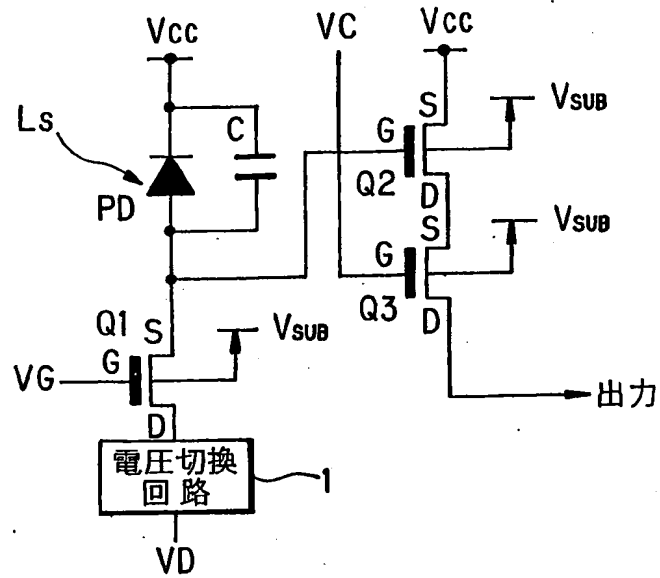 Vcc
VC
Vcc
Ls
C
PD
G
S
VSUB
Q2
D
S
VSUB
G
Q3
D
Q1
S
VSUB
G
VG
D
出力
電圧切換
回路
1
VD